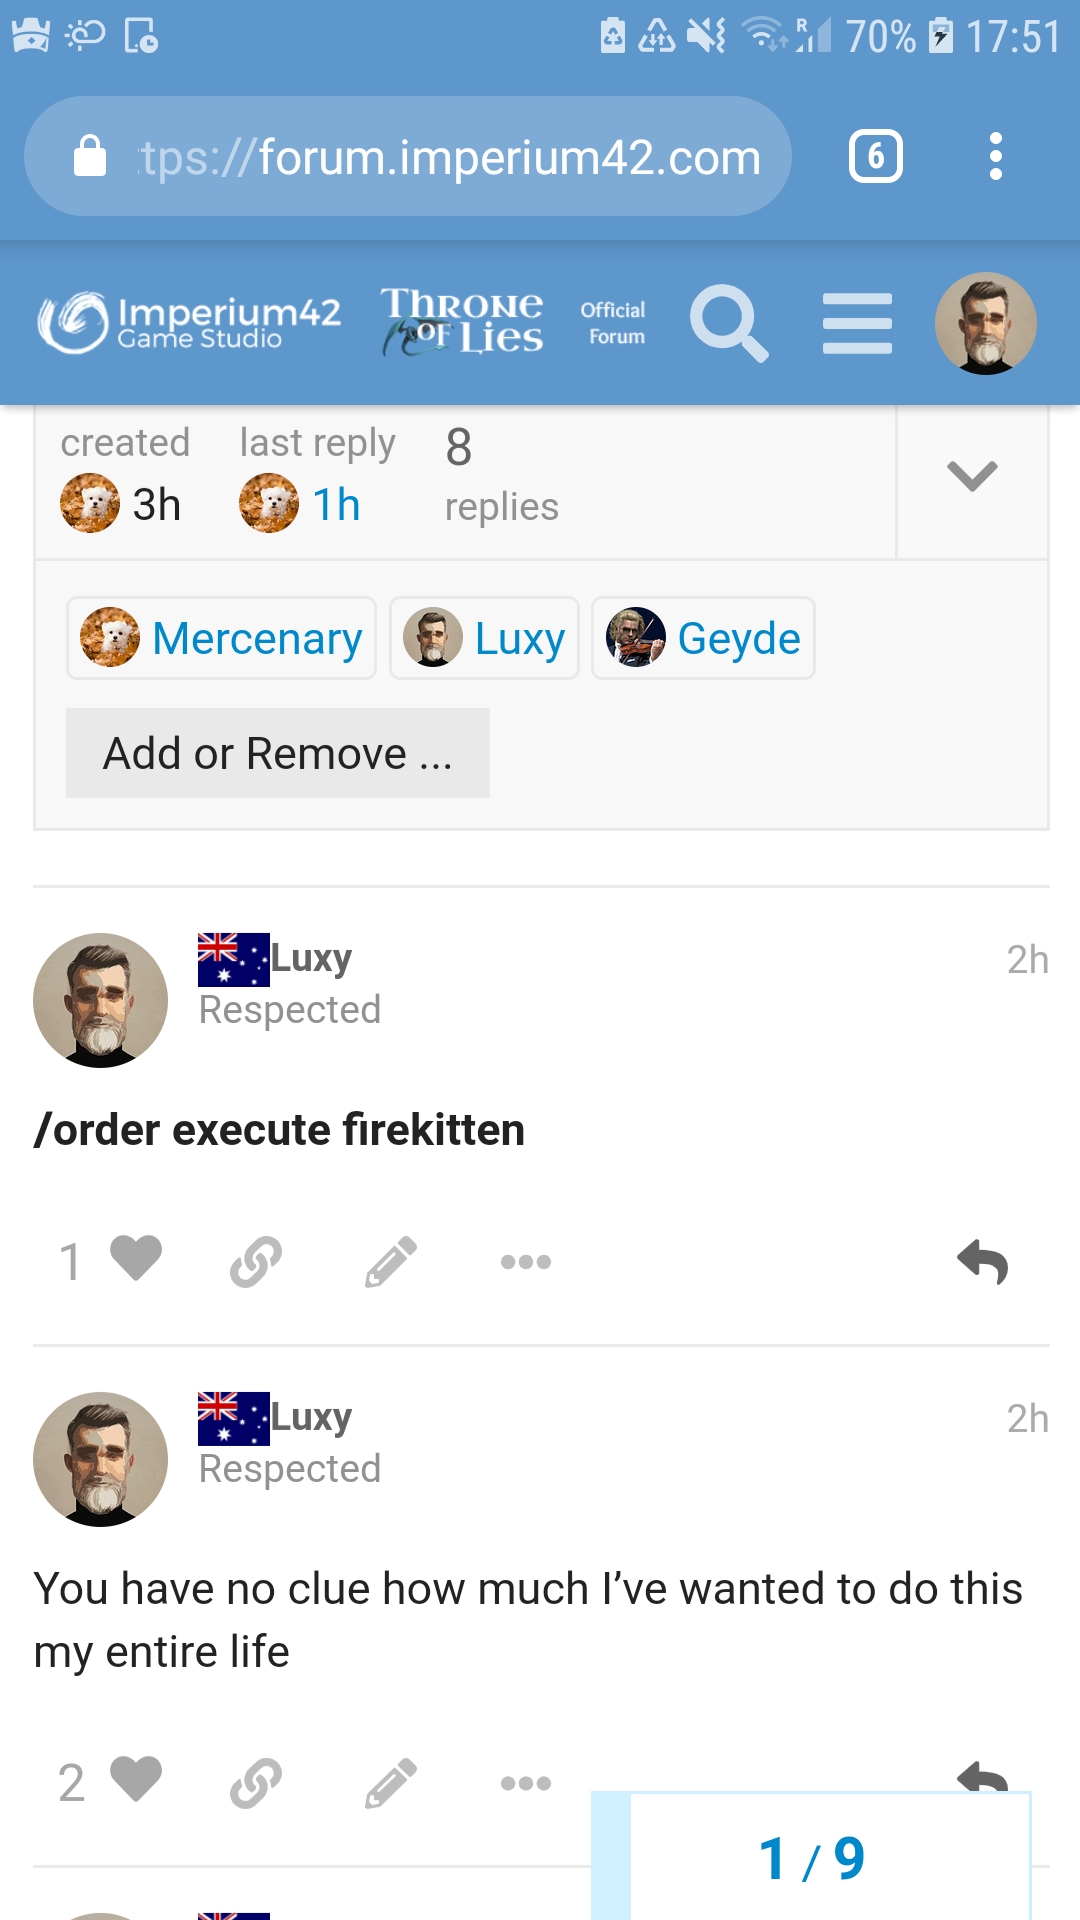 R 70% 17:51
tps://forum.imperium42.com 6
Imperium42 Game Studio THRONE OF LIES Official Forum
created last reply 8
3h 1h replies
Mercenary Luxy Geyde
Add or Remove ...
Luxy 2h
Respected
/order execute firekitten
1
Luxy 2h
Respected
You have no clue how much I’ve wanted to do this
my entire life
2
1 / 9